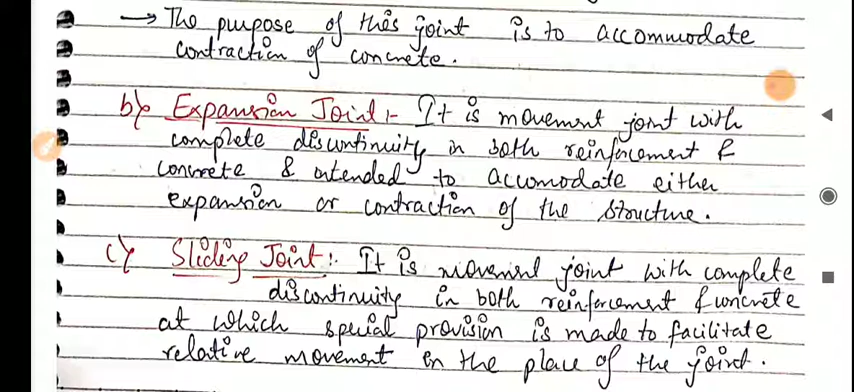 → The purpose of this joint is to accommodate
contraction of concrete.
b) Expansion Joint:- It is movement joint with
complete discontinuity in both reinforcement &
concrete & intended to accomodate either
expansion or contraction of the structure.
c) Sliding Joint:- It is movement joint with complete
discontinuity in both reinforcement & concrete
at which special provision is made to facilitate
relative movement in the place of the joint.